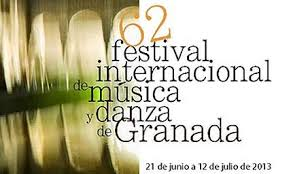 62
festival
internacional
de música
y danza
de Granada
21 de junio a 12 de julio de 2013